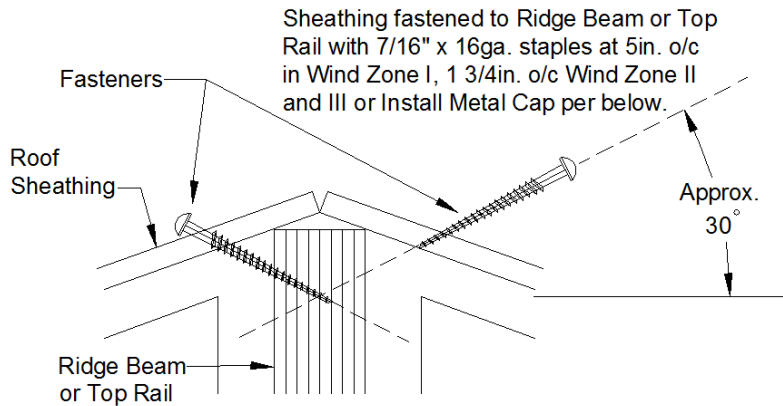 Sheathing fastened to Ridge Beam or Top
Rail with 7/16" x 16ga. staples at 5in. o/c
in Wind Zone I, 1 3/4in. o/c Wind Zone II
and III or Install Metal Cap per below.
Fasteners
Roof
Sheathing
Approx.
30°
Ridge Beam
or Top Rail